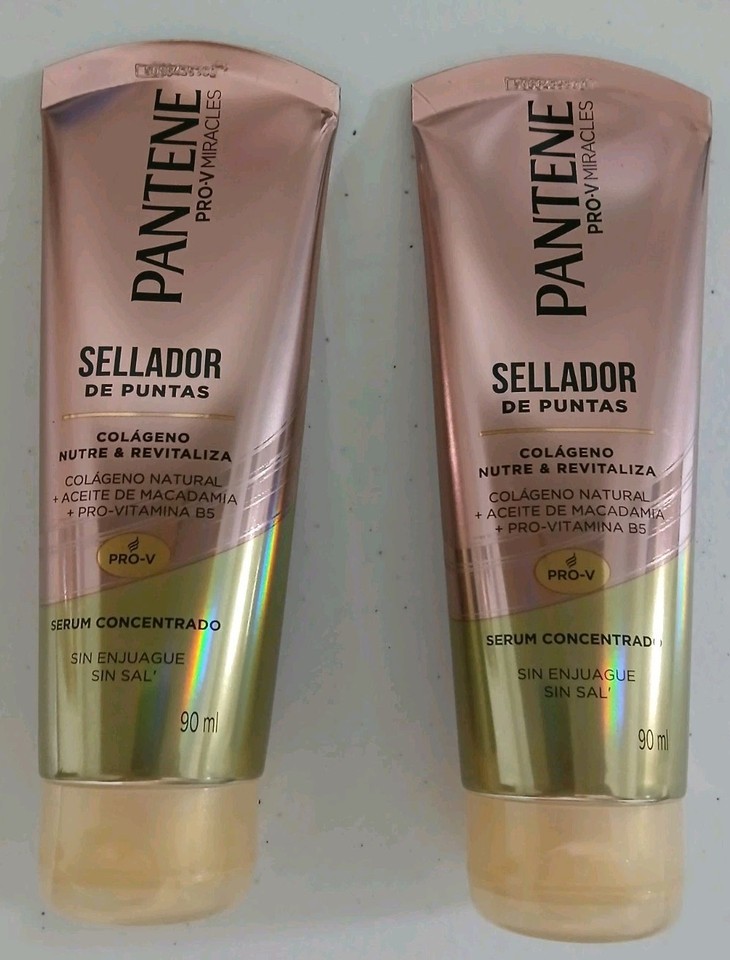 PANTENE
PRO-V MIRACLES
SELLADOR
DE PUNTAS
COLÁGENO
NUTRE & REVITALIZA
COLÁGENO NATURAL
+ ACEITE DE MACADAMIA
+ PRO-VITAMINA B5
PRO-V
SERUM CONCENTRADO
SIN ENJUAGUE
SIN SAL'
90 ml
PANTENE
PRO-V MIRACLES
SELLADOR
DE PUNTAS
COLÁGENO
NUTRE & REVITALIZA
COLÁGENO NATURAL
+ ACEITE DE MACADAMIA
+ PRO-VITAMINA B5
PRO-V
SERUM CONCENTRADO
SIN ENJUAGUE
SIN SAL'
90 ml